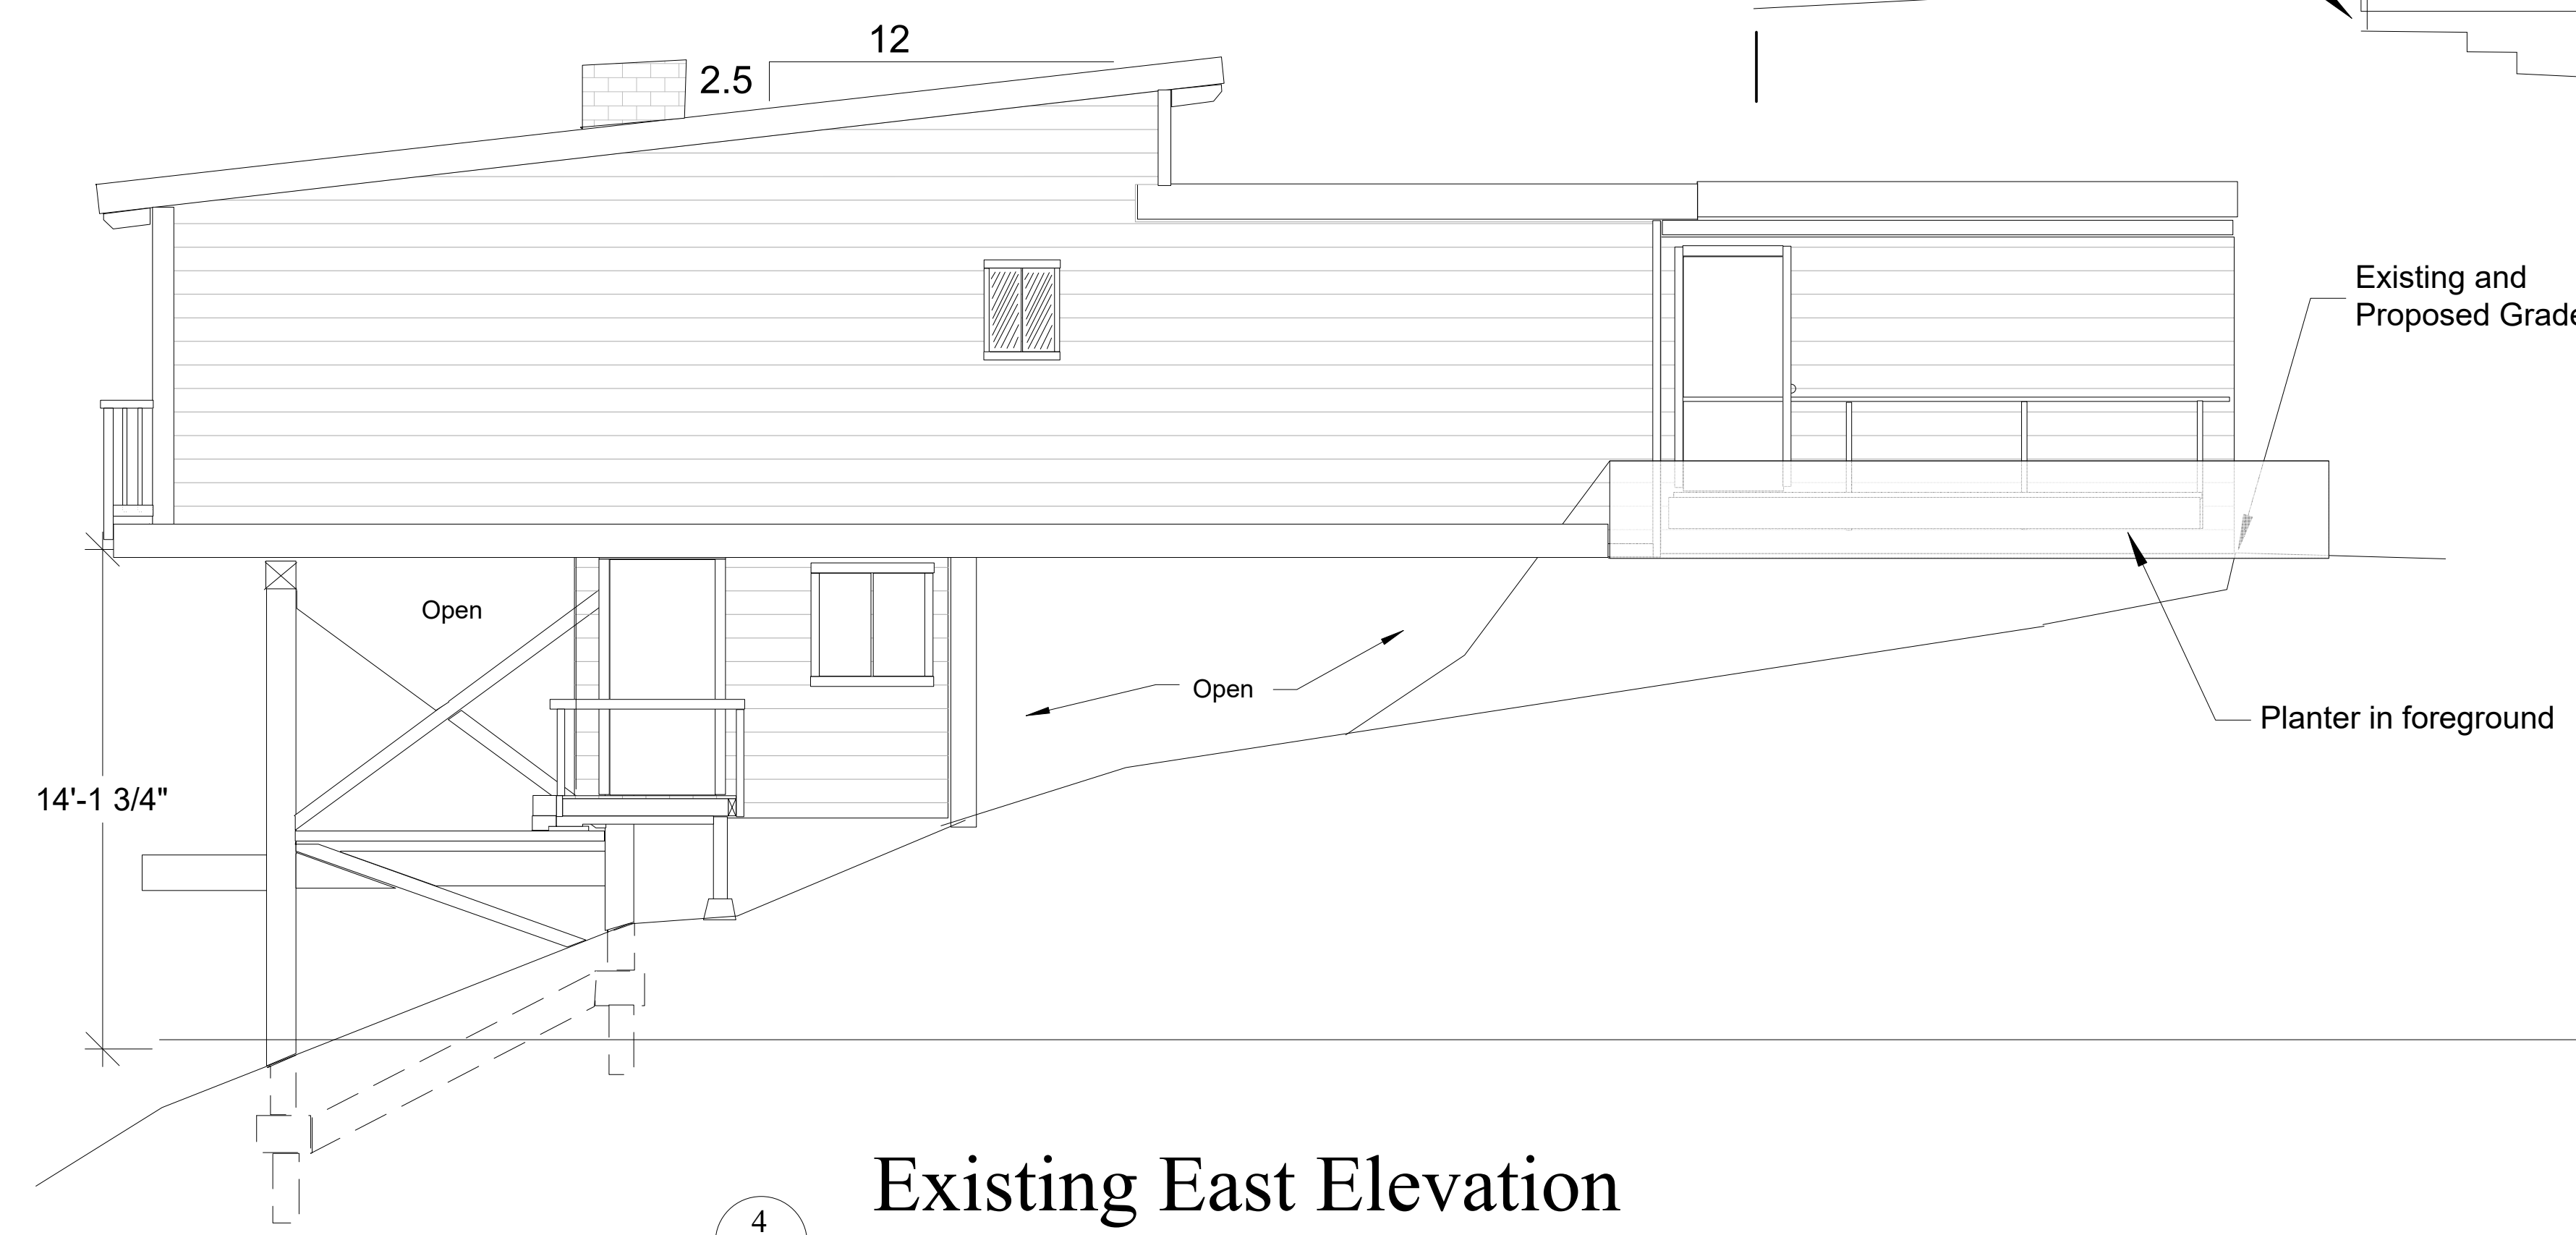 12
2.5
Existing and
Proposed Grade
Open
Open
Planter in foreground
14'-1 3/4"
Existing East Elevation
4